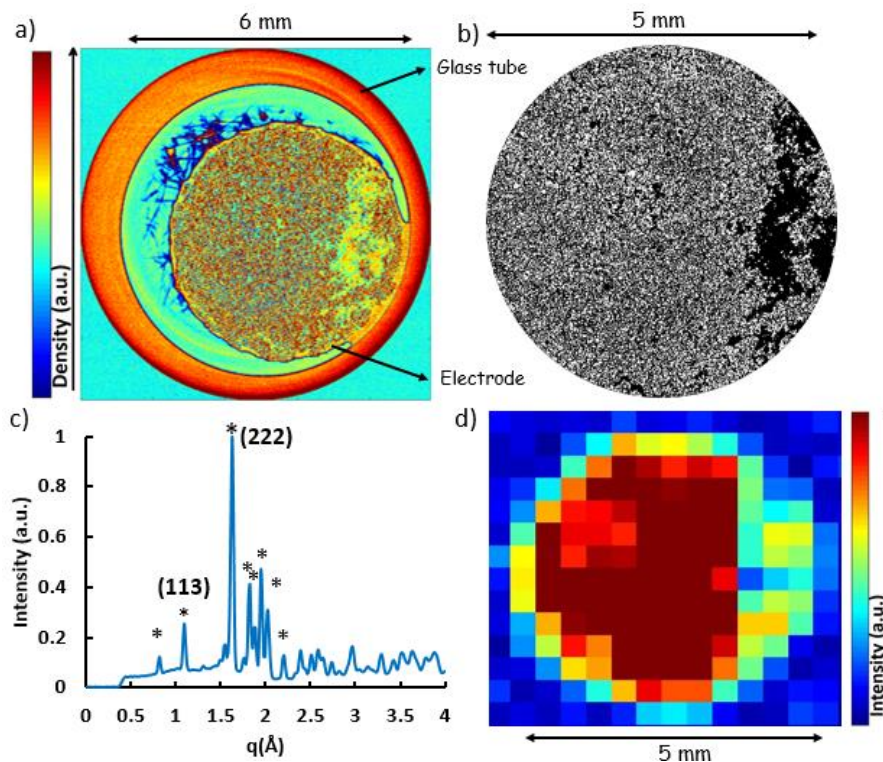 a)
6 mm
Glass tube
Electrode
Density (a.u.)
b)
5 mm
c)
Intensity (a.u.)
1
0.8
0.6
0.4
0.2
0
* (222)
(113)
* * * * * * *
0 0.5 1 1.5 2 2.5 3 3.5 4
q(Å)
d)
Intensity (a.u.)
5 mm